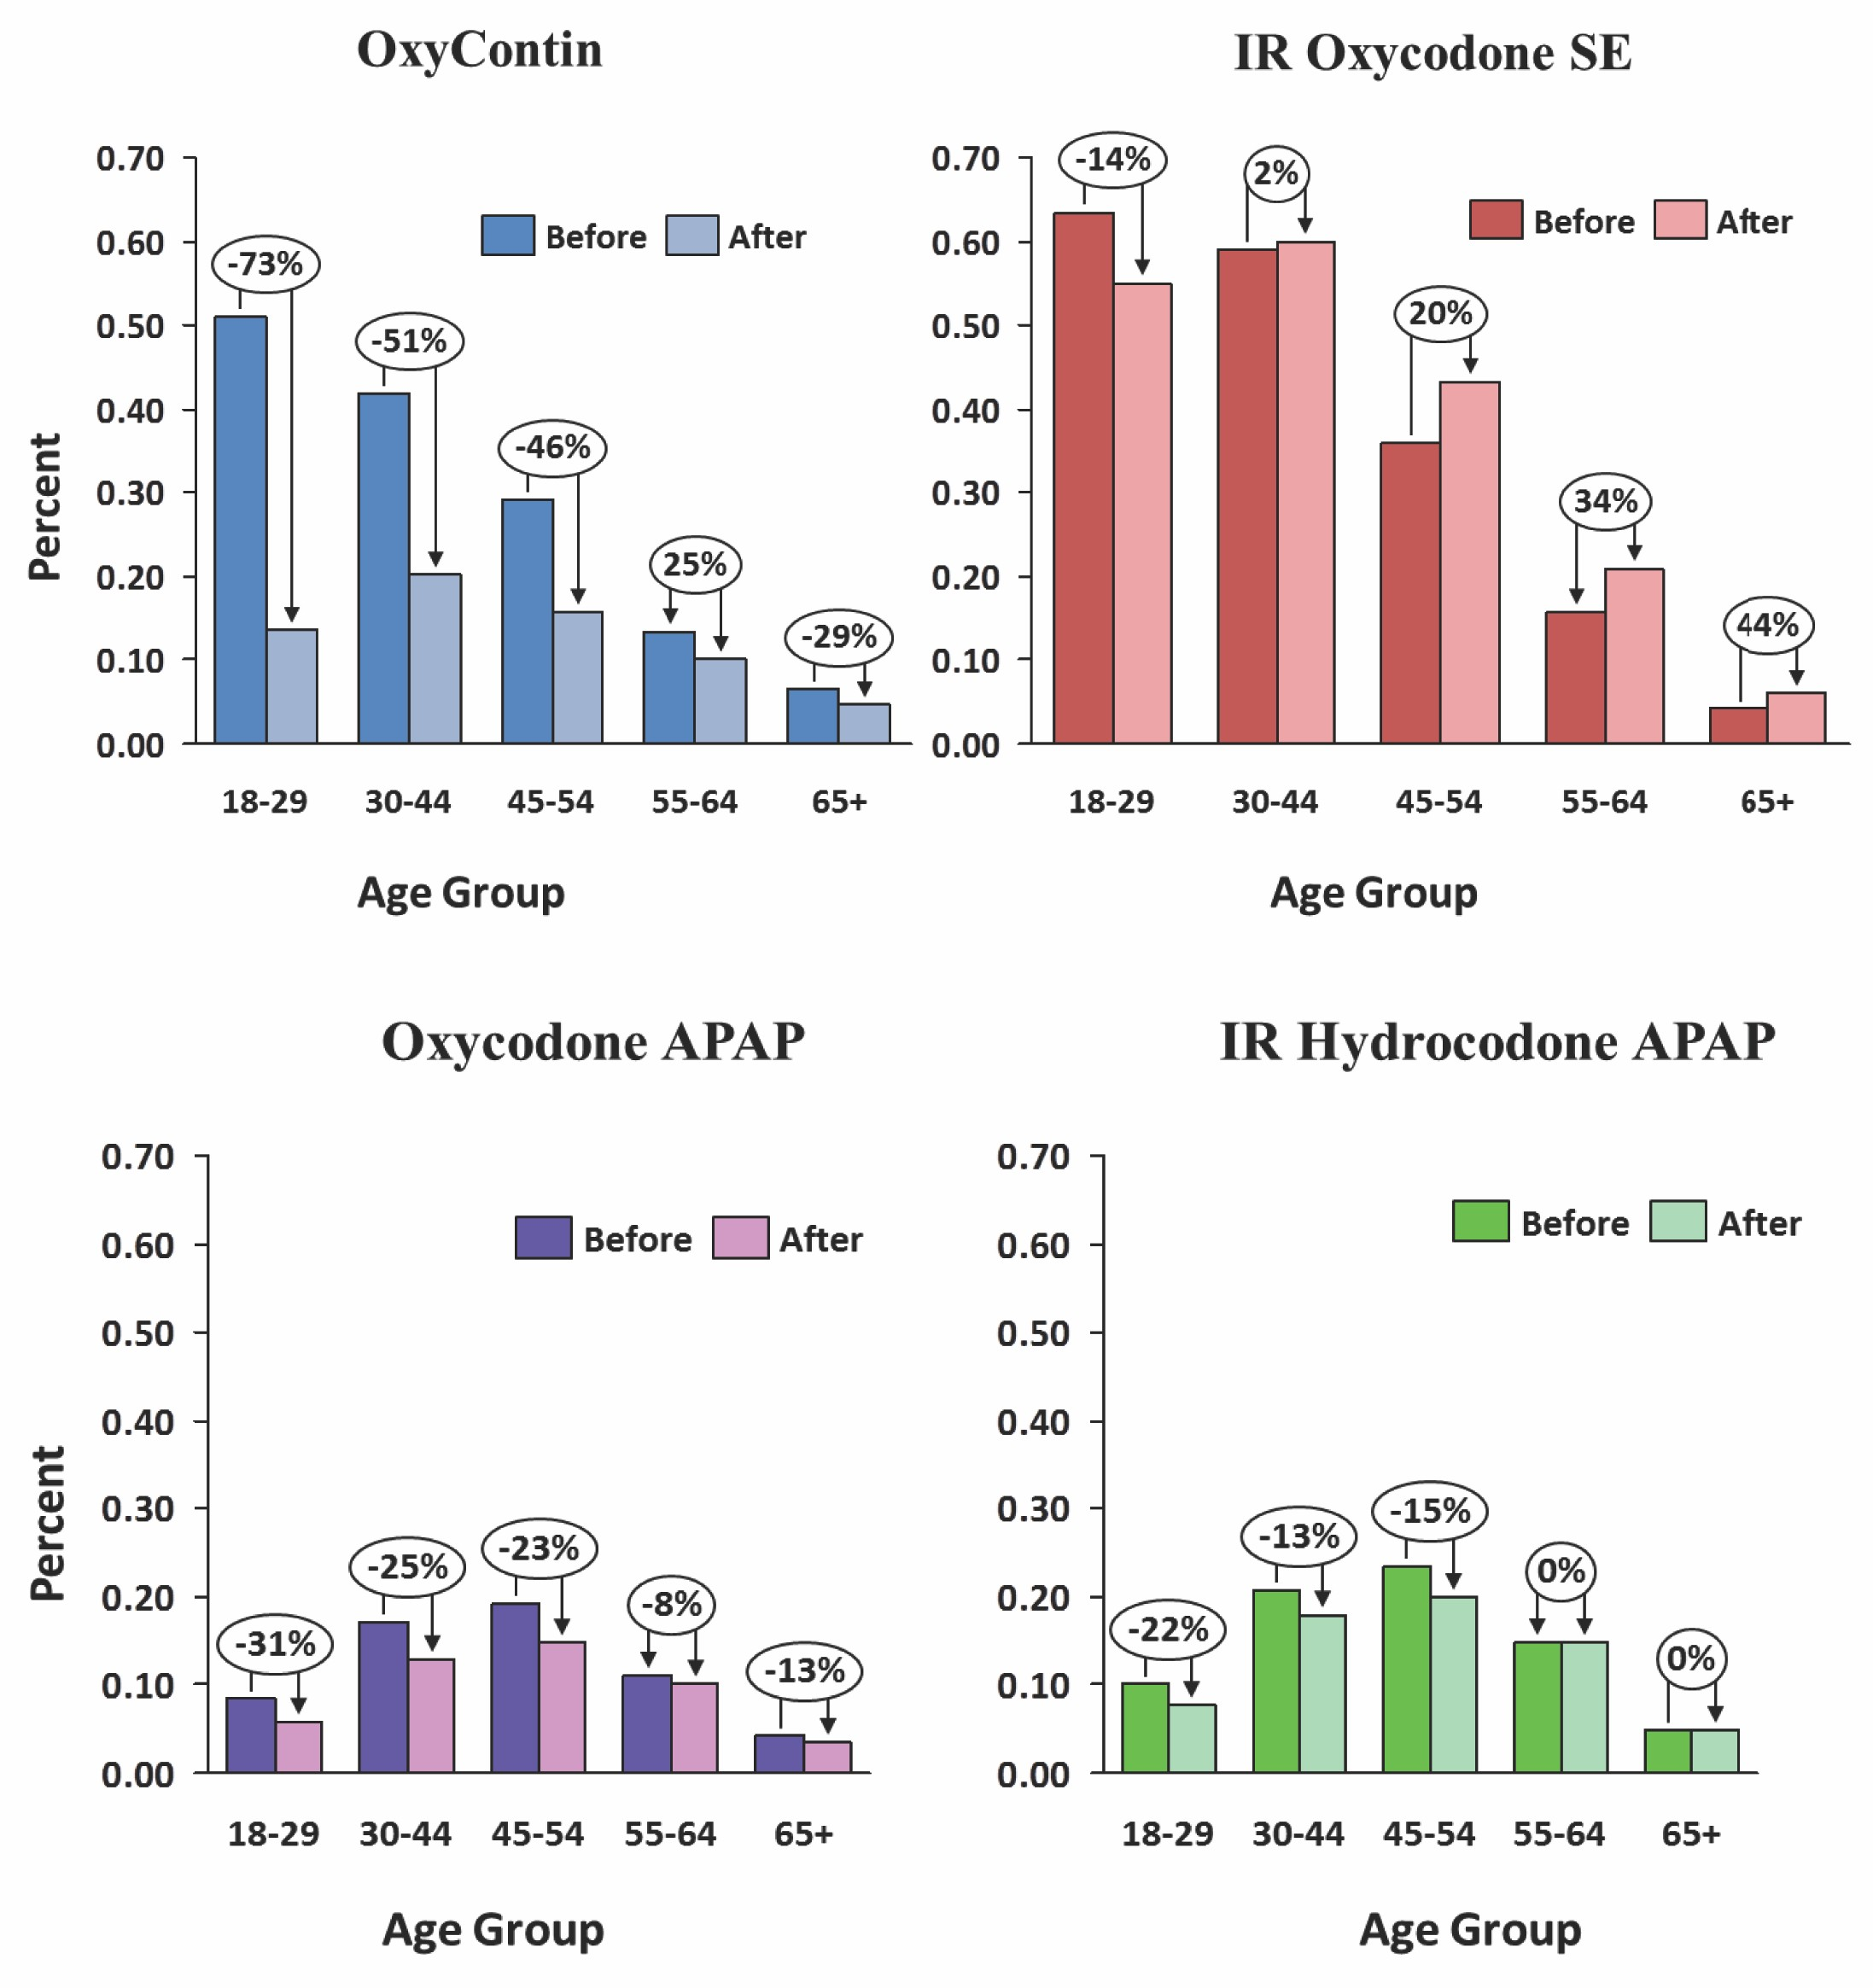 OxyContin
0.70
0.60
0.50
0.40
0.30
0.20
0.10
0.00
Percent
Before After
-73%
-51%
-46%
25%
-29%
18-29 30-44 45-54 55-64 65+
Age Group
IR Oxycodone SE
0.70
0.60
0.50
0.40
0.30
0.20
0.10
0.00
Before After
-14%
2%
20%
34%
44%
18-29 30-44 45-54 55-64 65+
Age Group
Oxycodone APAP
0.70
0.60
0.50
0.40
0.30
0.20
0.10
0.00
Percent
Before After
-31%
-25%
-23%
-8%
-13%
18-29 30-44 45-54 55-64 65+
Age Group
IR Hydrocodone APAP
0.70
0.60
0.50
0.40
0.30
0.20
0.10
0.00
Before After
-22%
-13%
-15%
0%
0%
18-29 30-44 45-54 55-64 65+
Age Group